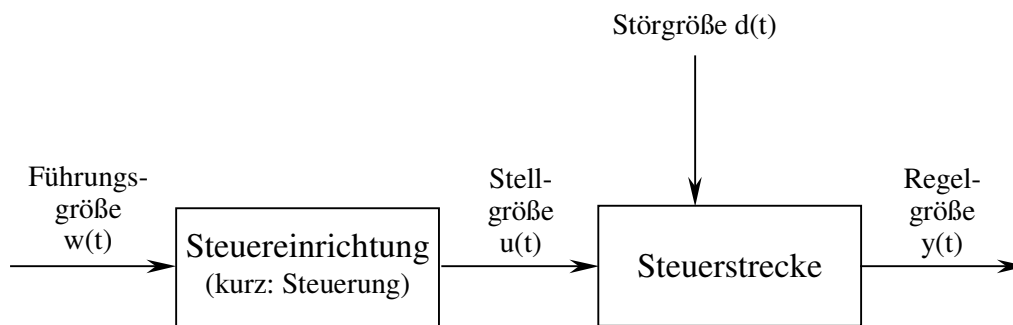 Störgröße d(t)
Führungs-
größe
w(t)
Steuereinrichtung
(kurz: Steuerung)
Stell-
größe
u(t)
Steuerstrecke
Regel-
größe
y(t)